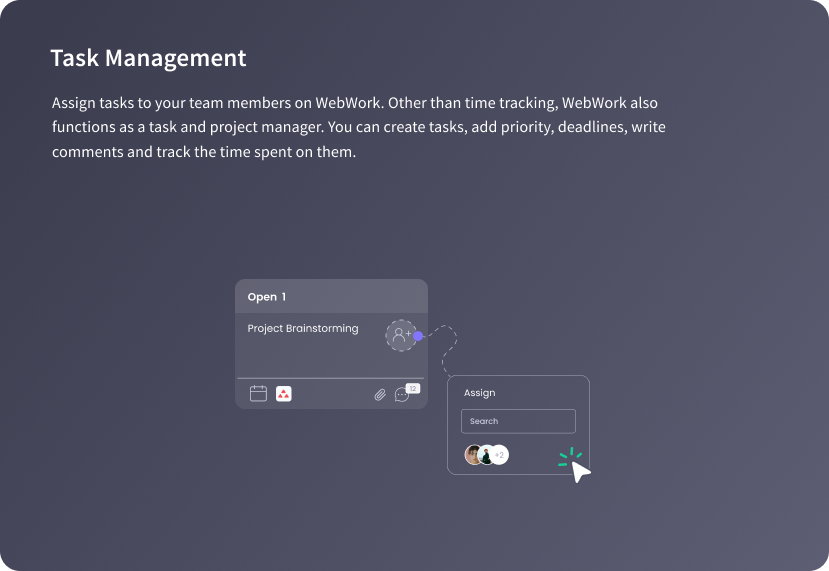 Task Management
Assign tasks to your team members on WebWork. Other than time tracking, WebWork also
functions as a task and project manager. You can create tasks, add priority, deadlines, write
comments and track the time spent on them.
Open 1
Project Brainstorming
12
Assign
Search
+2